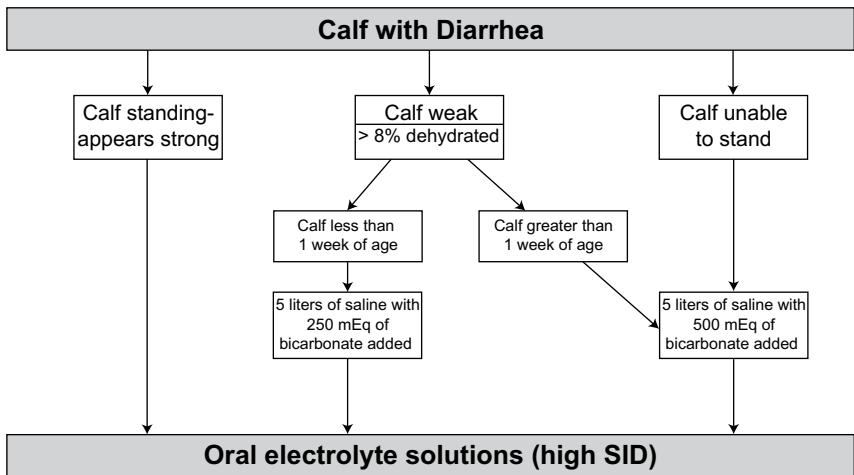 Calf with Diarrhea
Calf standing-
appears strong
Calf weak
> 8% dehydrated
Calf unable
to stand
Calf less than
1 week of age
Calf greater than
1 week of age
5 liters of saline with
250 mEq of
bicarbonate added
5 liters of saline with
500 mEq of
bicarbonate added
Oral electrolyte solutions (high SID)